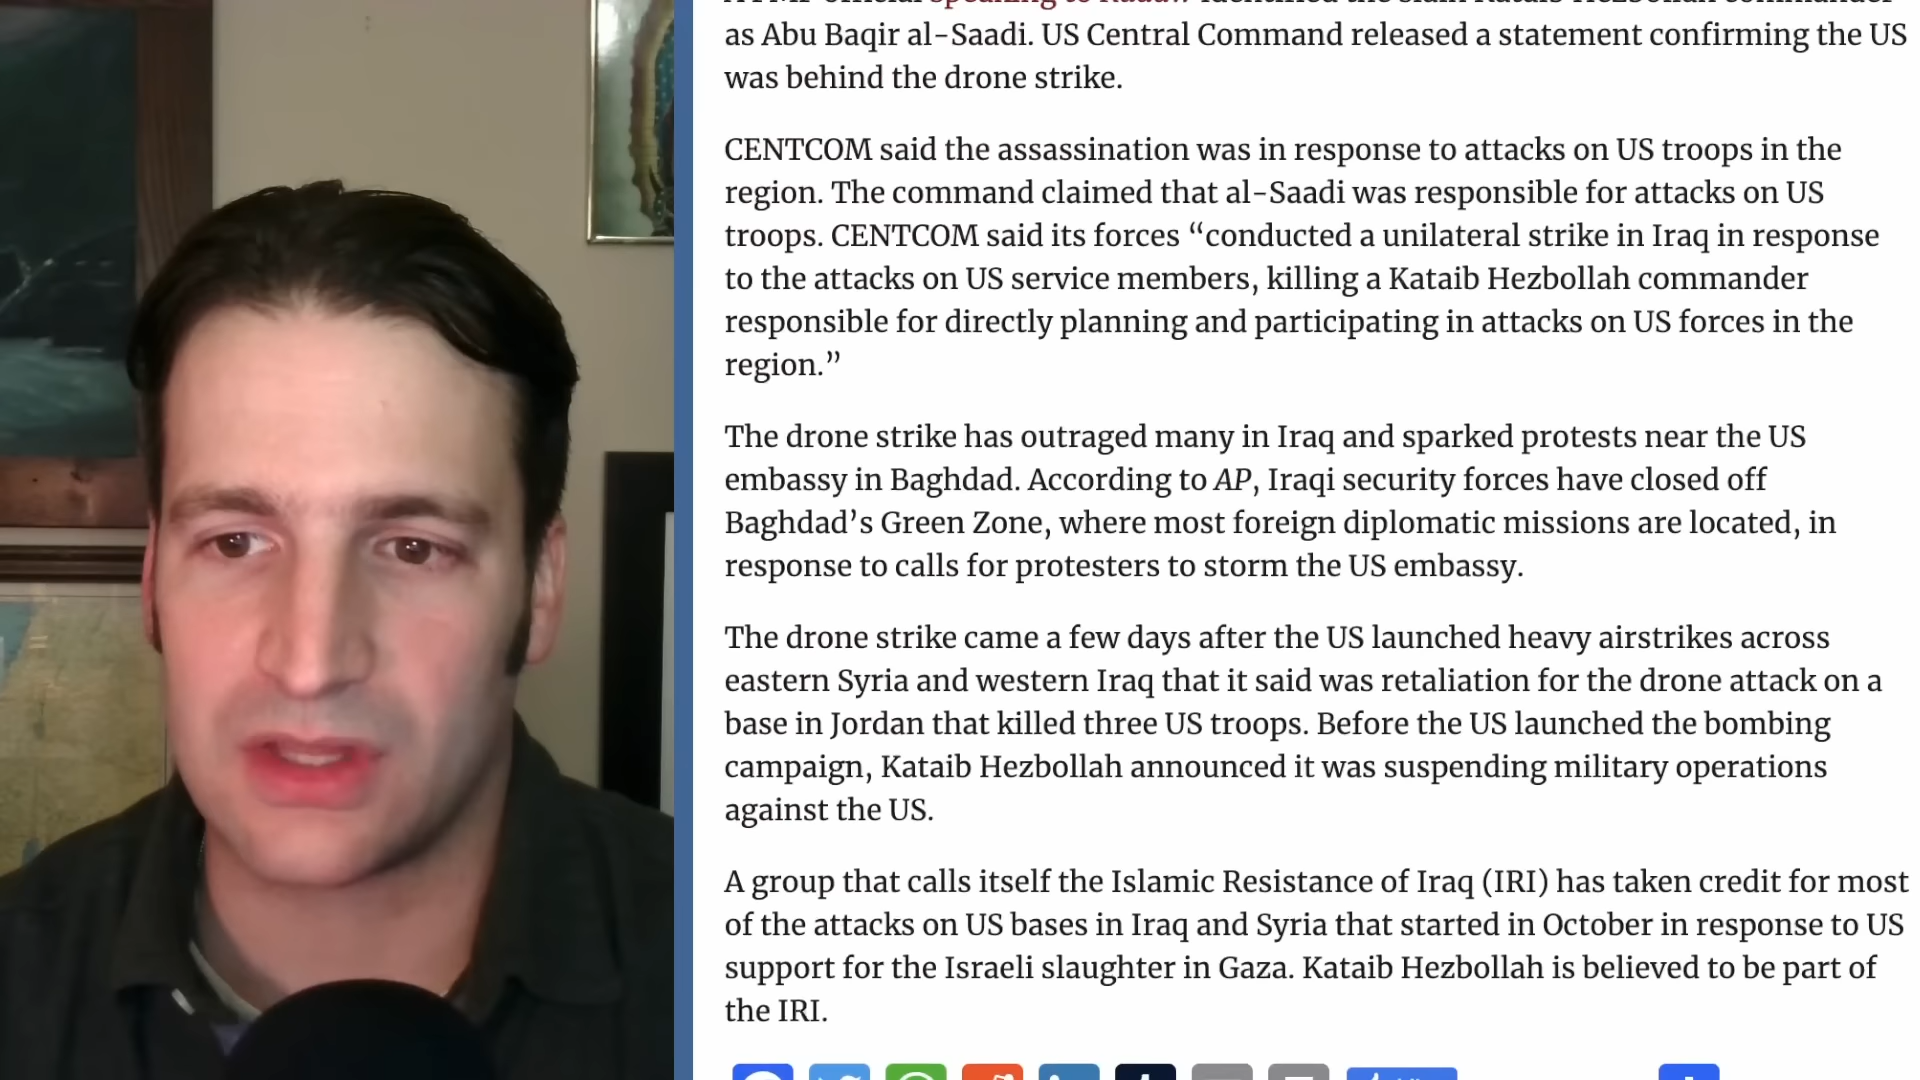 speaking to Rudaw identified the slain Kataib Hezbollah commander
as Abu Baqir al-Saadi. US Central Command released a statement confirming the US
was behind the drone strike.
CENTCOM said the assassination was in response to attacks on US troops in the
region. The command claimed that al-Saadi was responsible for attacks on US
troops. CENTCOM said its forces “conducted a unilateral strike in Iraq in response
to the attacks on US service members, killing a Kataib Hezbollah commander
responsible for directly planning and participating in attacks on US forces in the
region.”
The drone strike has outraged many in Iraq and sparked protests near the US
embassy in Baghdad. According to AP, Iraqi security forces have closed off
Baghdad’s Green Zone, where most foreign diplomatic missions are located, in
response to calls for protesters to storm the US embassy.
The drone strike came a few days after the US launched heavy airstrikes across
eastern Syria and western Iraq that it said was retaliation for the drone attack on a
base in Jordan that killed three US troops. Before the US launched the bombing
campaign, Kataib Hezbollah announced it was suspending military operations
against the US.
A group that calls itself the Islamic Resistance of Iraq (IRI) has taken credit for most
of the attacks on US bases in Iraq and Syria that started in October in response to US
support for the Israeli slaughter in Gaza. Kataib Hezbollah is believed to be part of
the IRI.